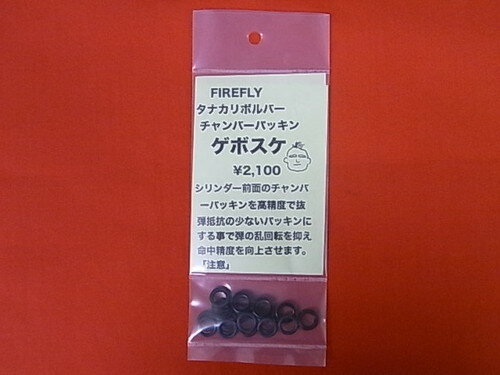 FIREFLY
タナカリボルバー
チャンバーパッキン
ゲボスケ
¥2,100
シリンダー前面のチャンバ
ーパッキンを高精度で抜
弾抵抗の少ないパッキンに
する事で弾の乱回転を抑え
命中精度を向上させます。
「注意」